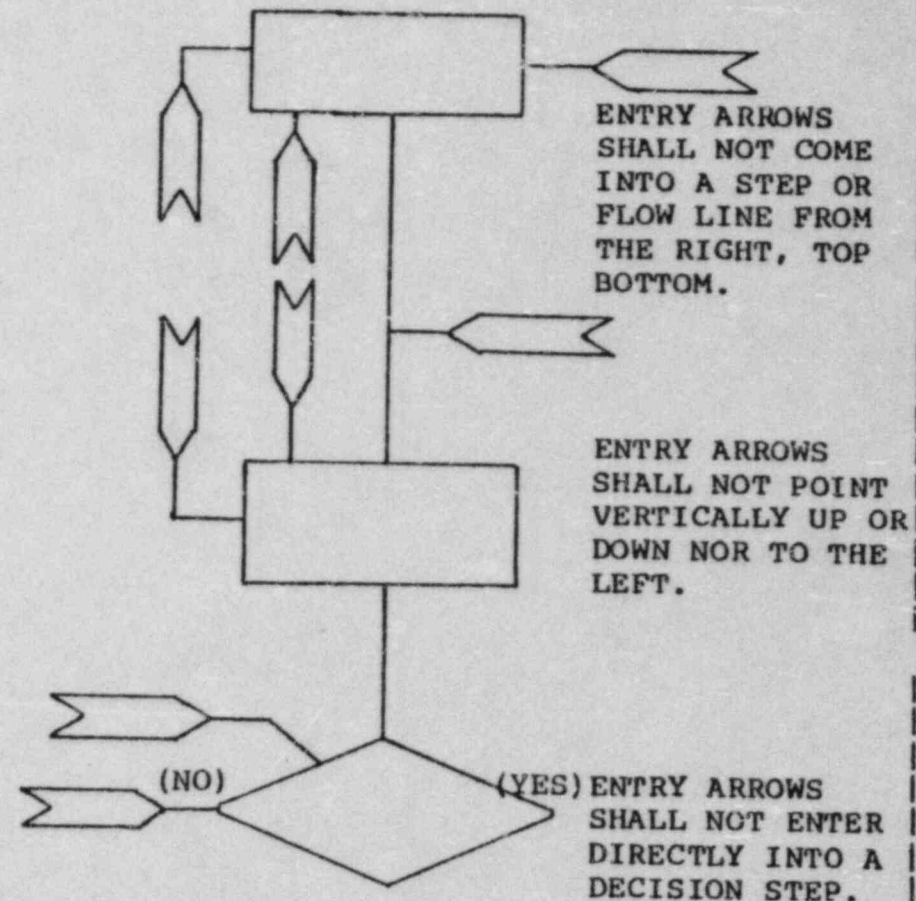 ENTRY ARROWS
SHALL NOT COME
INTO A STEP OR
FLOW LINE FROM
THE RIGHT, TOP
BOTTOM.
ENTRY ARROWS
SHALL NOT POINT
VERTICALLY UP OR
DOWN NOR TO THE
LEFT.
(NO)
(YES) ENTRY ARROWS
SHALL NOT ENTER
DIRECTLY INTO A
DECISION STEP.